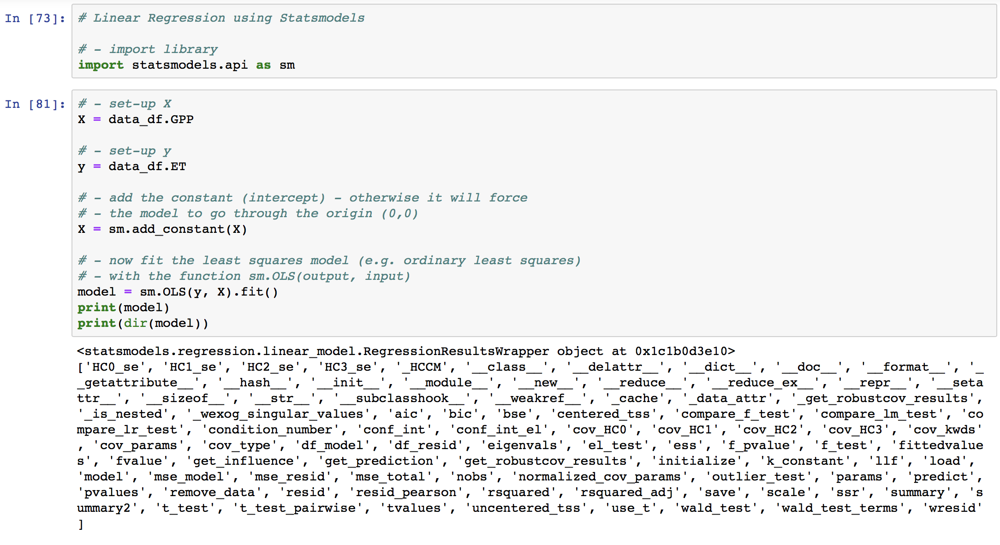 In [73]: # Linear Regression using Statsmodels
# - import library
import statsmodels.api as sm
In [81]: # - set-up X
X = data_df.GPP
# - set-up y
y = data_df.ET
# - add the constant (intercept) - otherwise it will force
# - the model to go through the origin (0,0)
X = sm.add_constant(X)
# - now fit the least squares model (e.g. ordinary least squares)
# - with the function sm.OLS(output, input)
model = sm.OLS(y, X).fit()
print(model)
print(dir(model))
<statsmodels.regression.linear_model.RegressionResultsWrapper object at 0x1c1b0d3e10>
['HC0_se', 'HC1_se', 'HC2_se', 'HC3_se', '_HCCM', '__class__', '__delattr__', '__dict__', '__doc__', '__format__', '_
_getattribute__', '__hash__', '__init__', '__module__', '__new__', '__reduce__', '__reduce_ex__', '__repr__', '__seta
ttr__', '__sizeof__', '__str__', '__subclasshook__', '__weakref__', '_cache', '_data_attr', '_get_robustcov_results',
'_is_nested', '_wexog_singular_values', 'aic', 'bic', 'bse', 'centered_tss', 'compare_f_test', 'compare_lm_test', 'co
mpare_lr_test', 'condition_number', 'conf_int', 'conf_int_el', 'cov_HC0', 'cov_HC1', 'cov_HC2', 'cov_HC3', 'cov_kwds'
, 'cov_params', 'cov_type', 'df_model', 'df_resid', 'eigenvals', 'el_test', 'ess', 'f_pvalue', 'f_test', 'fittedvalue
s', 'fvalue', 'get_influence', 'get_prediction', 'get_robustcov_results', 'initialize', 'k_constant', 'llf', 'load',
'model', 'mse_model', 'mse_resid', 'mse_total', 'nobs', 'normalized_cov_params', 'outlier_test', 'params', 'predict',
'pvalues', 'remove_data', 'resid', 'resid_pearson', 'rsquared', 'rsquared_adj', 'save', 'scale', 'ssr', 'summary', 's
ummary2', 't_test', 't_test_pairwise', 'tvalues', 'uncentered_tss', 'use_t', 'wald_test', 'wald_test_terms', 'wresid'
]